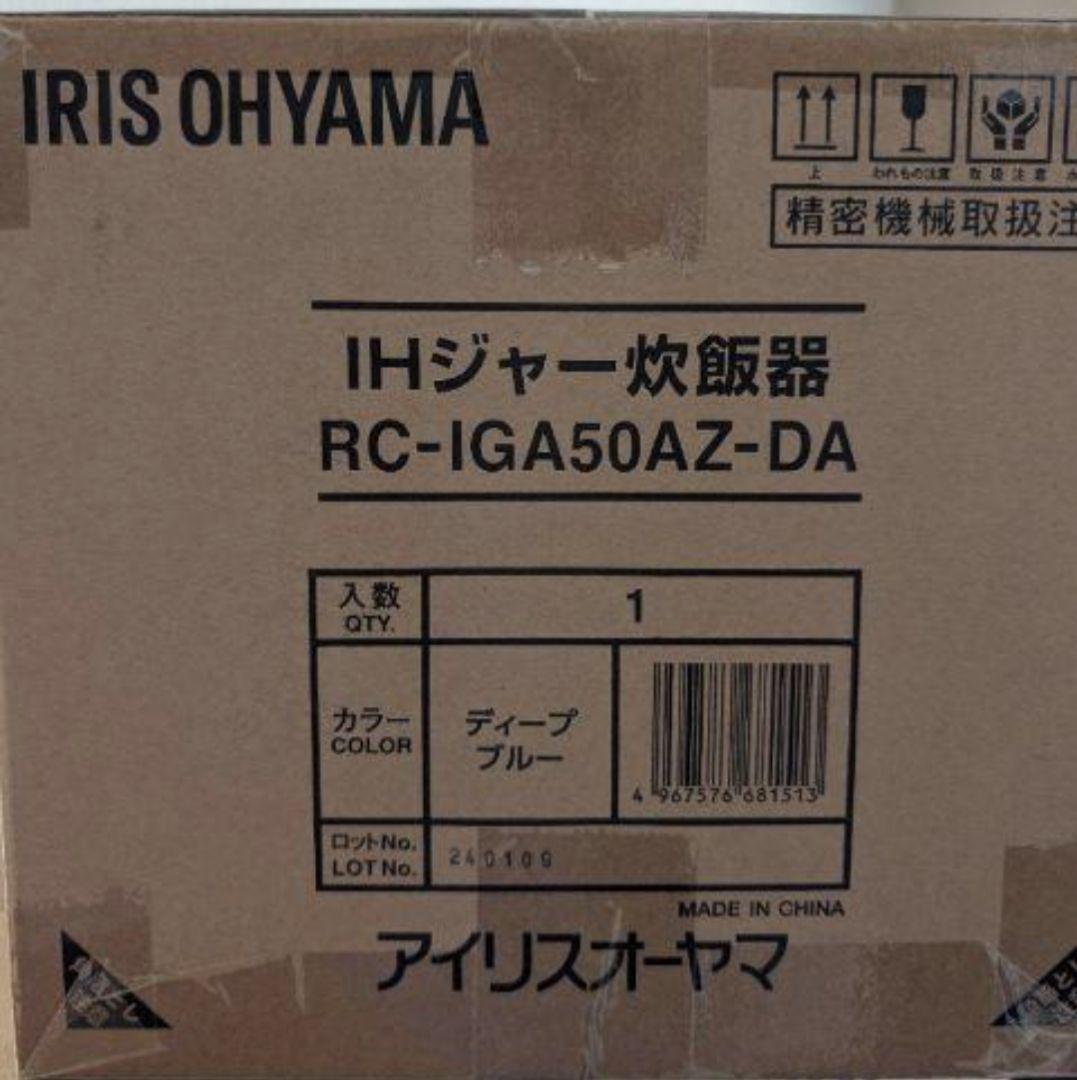 IRIS OHYAMA
上
われもの注意
取扱注意
精密機械取扱注
IHジャー炊飯器
RC-IGA50AZ-DA
入数
QTY.
1
カラー
COLOR
ディープ
ブルー
4 967576 681513
ロットNo.
LOT No.
240109
MADE IN CHINA
アイリスオーヤマ